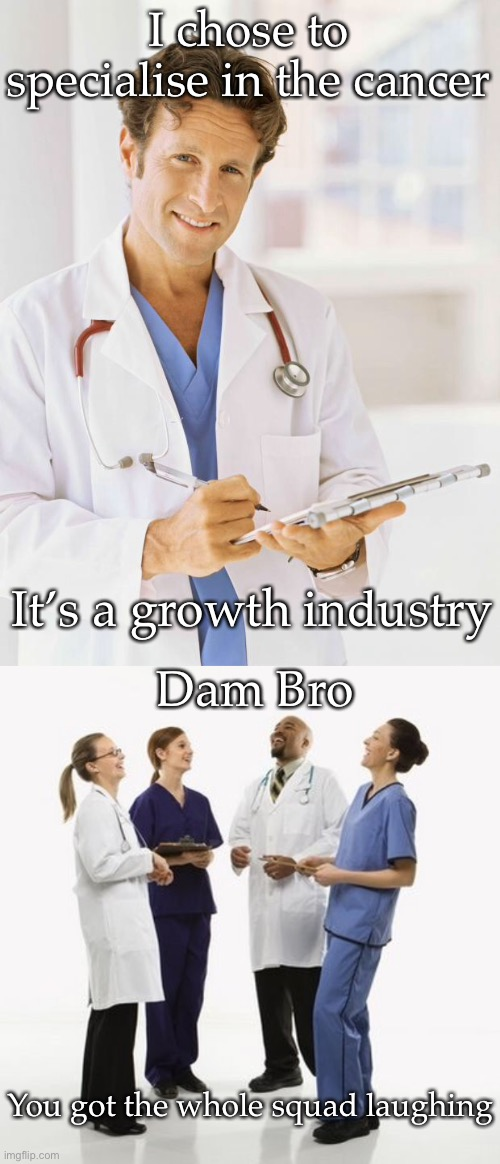 I chose to
specialise in the cancer
It's a growth industry
Dam Bro
You got the whole squad laughing
imgflip.com